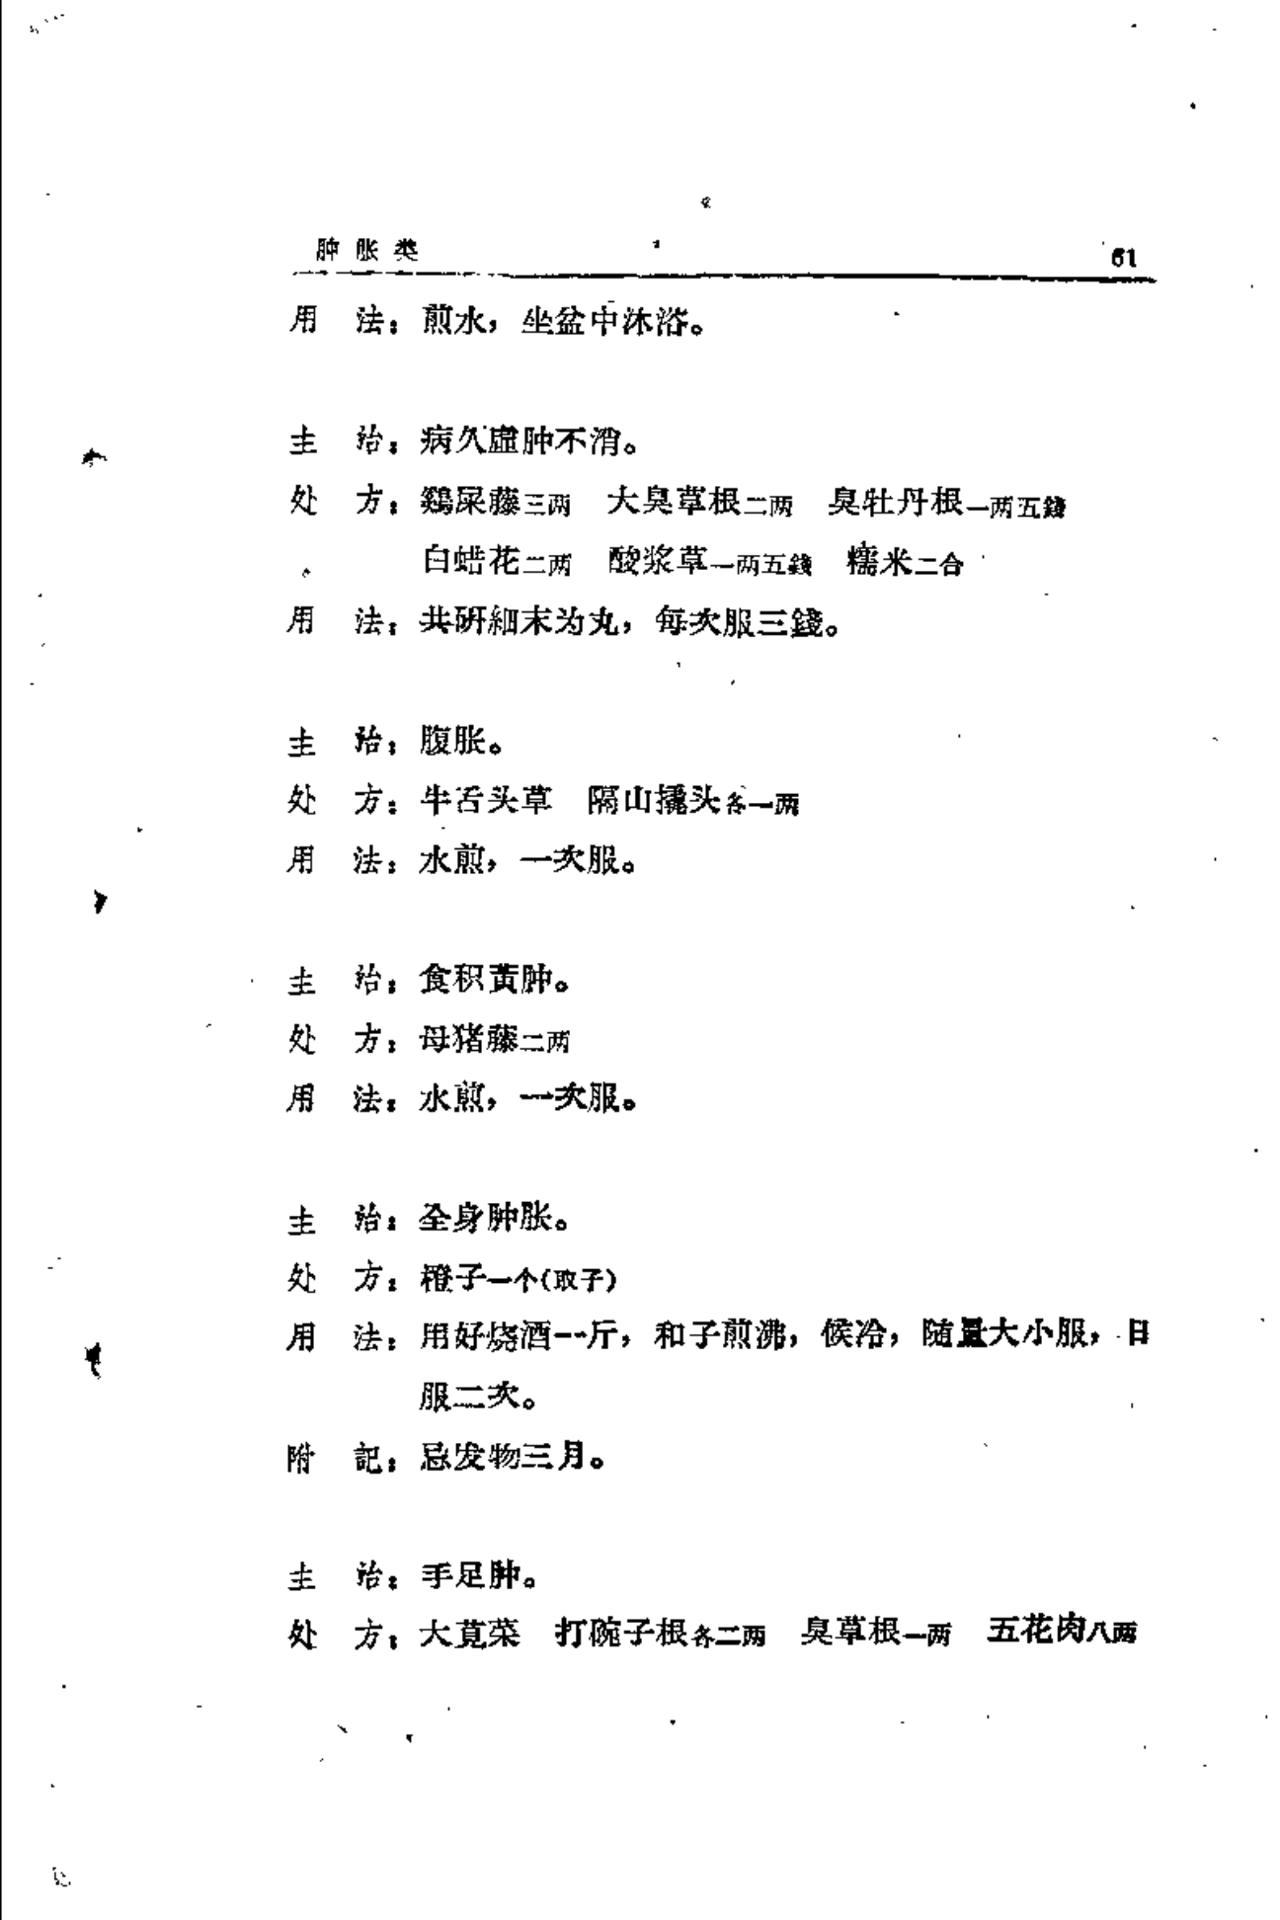 肿胀类 61
用 法：煎水，坐盆中沐浴。
主 治：病久虚肿不消。
处 方：鷄屎藤三两 大臭草根二两 臭牡丹根一两五錢
白蜡花二两 酸浆草一两五錢 糯米二合
用 法：共研細末为丸，每次服三錢。
主 治：腹胀。
处 方：牛舌头草 隔山撬头各一两
用 法：水煎，一次服。
主 治：食积黄肿。
处 方：母猪藤二两
用 法：水煎，一次服。
主 治：全身肿胀。
处 方：橙子一个(取子)
用 法：用好烧酒一斤，和子煎沸，候冷，随量大小服，日
服二次。
附 記：忌发物三月。
主 治：手足肿。
处 方：大莧菜 打碗子根各二两 臭草根一两 五花肉八两